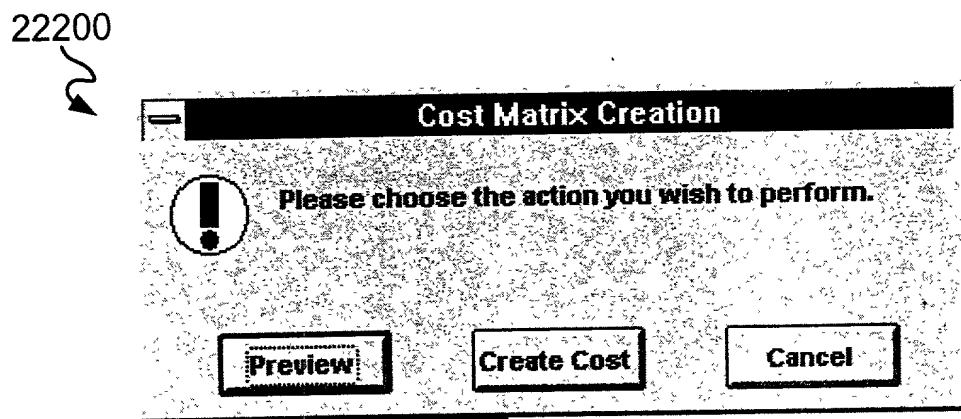 22200
Cost Matrix Creation
Please choose the action you wish to perform.
Preview Create Cost Cancel